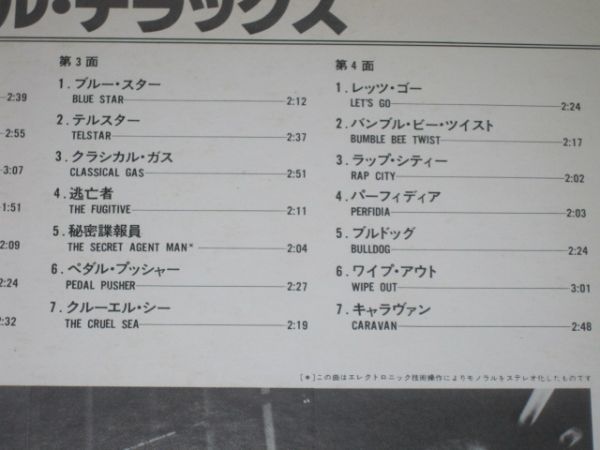 ル・デラックス
2:39
2:55
3:07
1:51
2:09
2:24
2:32
第3面
1. ブルー・スター
BLUE STAR 2:12
2. テルスター
TELSTAR 2:37
3. クラシカル・ガス
CLASSICAL GAS 2:51
4. 逃亡者
THE FUGITIVE 2:11
5. 秘密諜報員
THE SECRET AGENT MAN* 2:04
6. ペダル・プッシャー
PEDAL PUSHER 2:27
7. クルーエル・シー
THE CRUEL SEA 2:19
第4面
1. レッツ・ゴー
LET'S GO 2:24
2. バンブル・ビー・ツイスト
BUMBLE BEE TWIST 2:17
3. ラップ・シティー
RAP CITY 2:02
4. パーフィディア
PERFIDIA 2:03
5. ブルドッグ
BULLDOG 2:24
6. ワイプ・アウト
WIPE OUT 3:01
7. キャラヴァン
CARAVAN 2:48
[*]この曲はエレクトロニック技術操作によりモノラルをステレオ化したものです